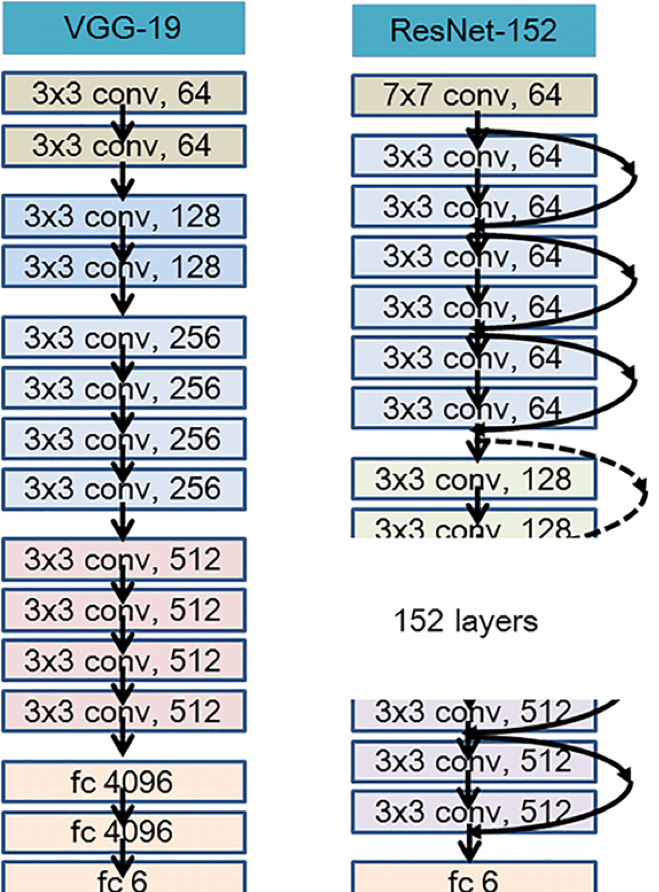 VGG-19
3x3 conv, 64
3x3 conv, 64
3x3 conv, 128
3x3 conv, 128
3x3 conv, 256
3x3 conv, 256
3x3 conv, 256
3x3 conv, 256
3x3 conv, 512
3x3 conv, 512
3x3 conv, 512
3x3 conv, 512
fc 4096
fc 4096
fc 6
ResNet-152
7x7 conv, 64
3x3 conv, 64
3x3 conv, 64
3x3 conv, 64
3x3 conv, 64
3x3 conv, 64
3x3 conv, 64
3x3 conv, 128
3x3 conv, 128
152 layers
3x3 conv, 512
3x3 conv, 512
3x3 conv, 512
fc 6